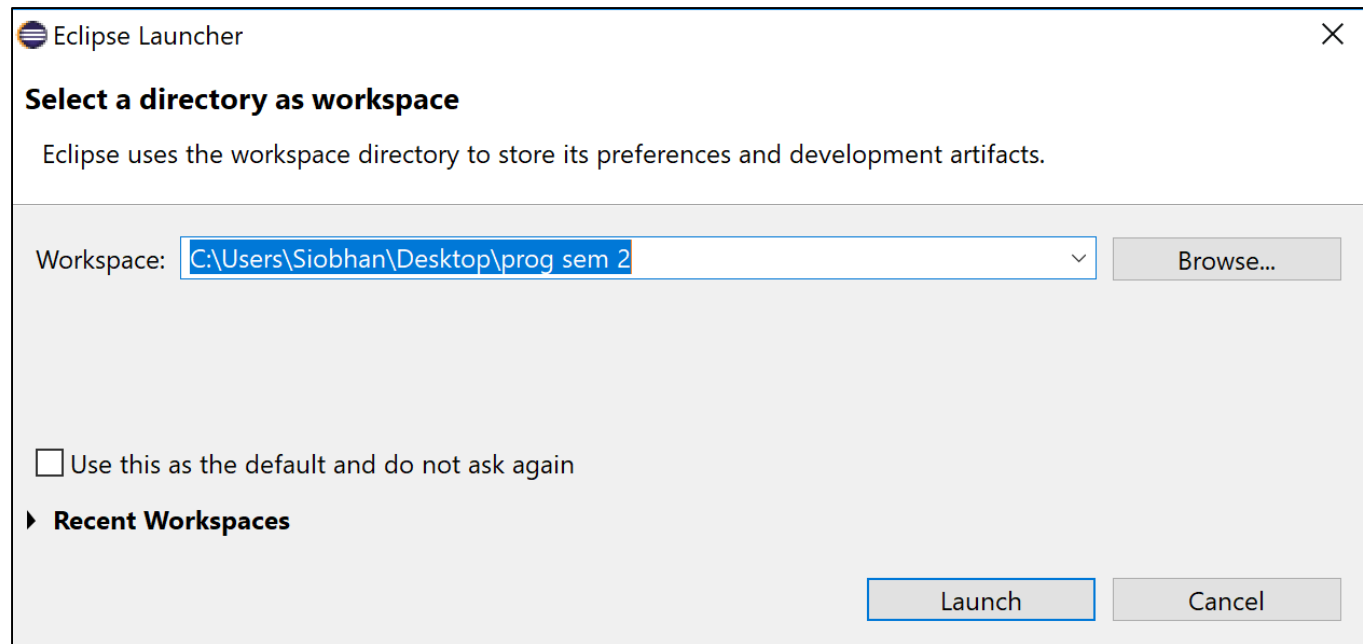 Eclipse Launcher
Select a directory as workspace
Eclipse uses the workspace directory to store its preferences and development artifacts.
Workspace: C:\Users\Siobhan\Desktop\prog sem 2 Browse...
Use this as the default and do not ask again
Recent Workspaces
Launch Cancel